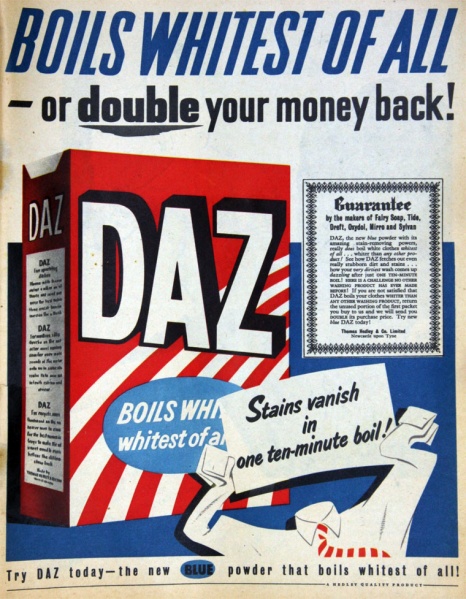 BOILS WHITEST OF ALL
– or double your money back!
DAZ
DAZ
DAZ
DAZ
DAZ
BOILS WHI
whitest of a
Guarantee
by the makers of Fairy Soap, Tide,
Dreft, Oxydol, Mirro and Sylvan
DAZ, the new blue powder with its
amazing stain-removing powers,
really does boil white clothes whitest
of all . . . whiter than any other pow-
der! See how DAZ fetches out even
really stubborn dirt and stains . . .
how your very dirtiest wash comes up
dazzling after just ONE TEN-MINUTE
BOIL! HERE IS A CHALLENGE NO OTHER
WASHING PRODUCT HAS EVER MADE
BEFORE! If you are not satisfied that
DAZ boils your clothes WHITER THAN
ANY OTHER WASHING PRODUCT, return
the unused portion of the first packet
you buy to us and we will send you
DOUBLE its purchase price. Try new
blue DAZ today!
Thomas Hedley & Co. Limited
Newcastle upon Tyne
Stains vanish
in
one ten-minute boil!
Try DAZ today—the new BLUE powder that boils whitest of all!
A HEDLEY QUALITY PRODUCT